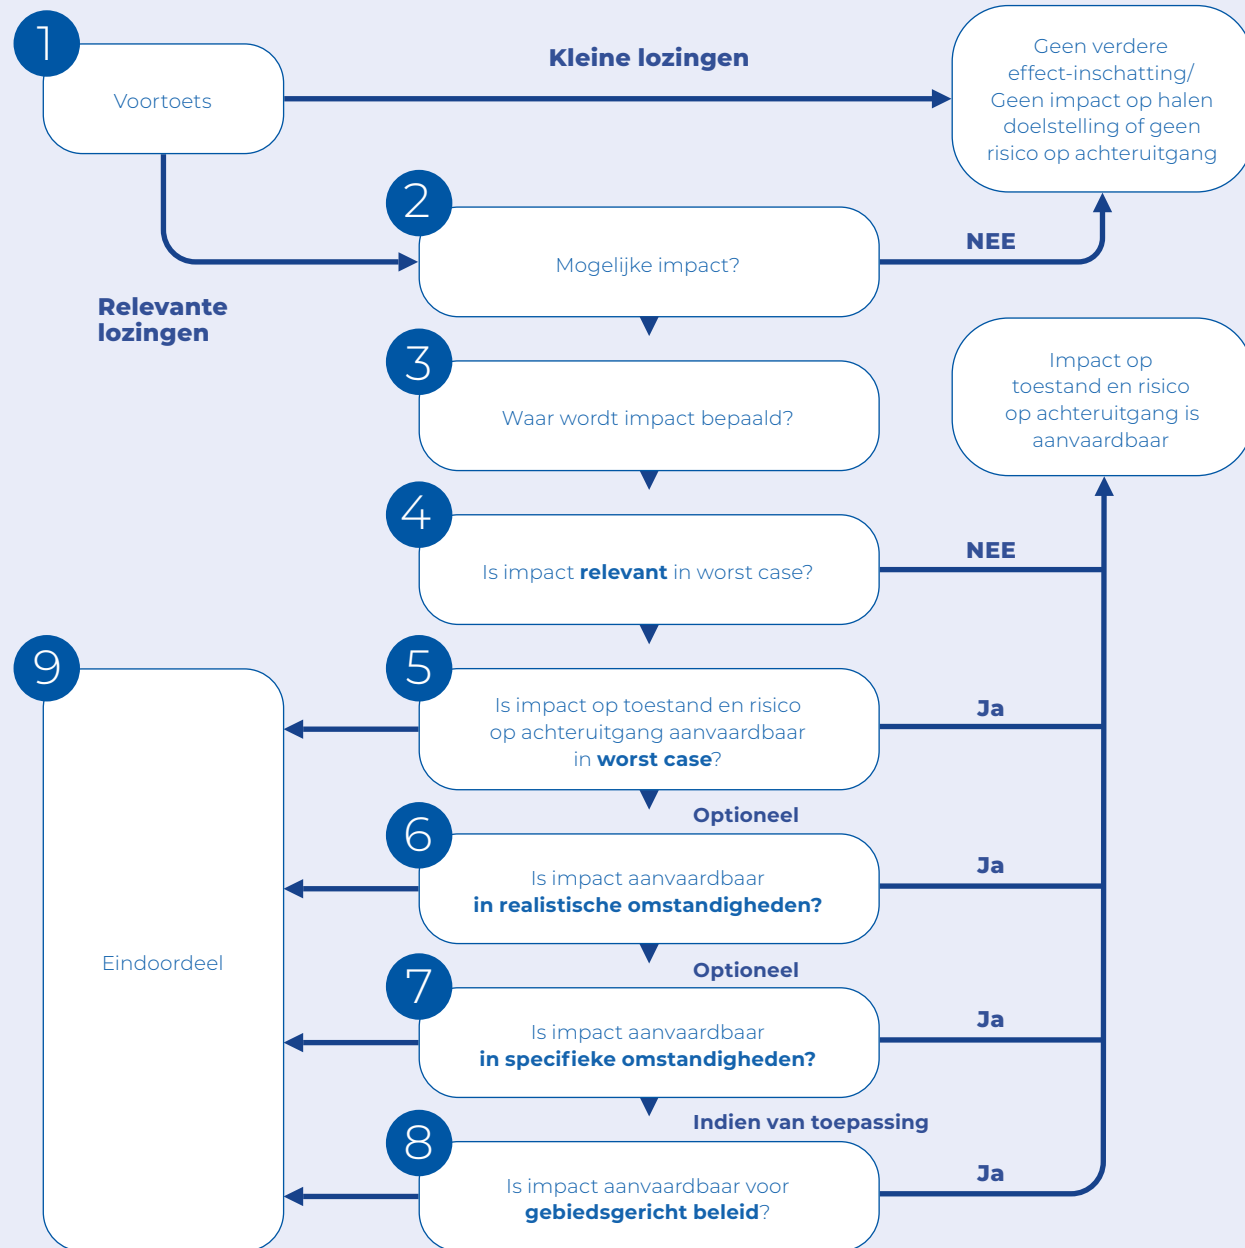 1
Voortoets
Kleine lozingen
Geen verdere
effect-inschatting/
Geen impact op halen
doelstelling of geen
risico op achteruitgang
Relevante
lozingen
2
Mogelijke impact?
NEE
3
Waar wordt impact bepaald?
Impact op
toestand en risico
op achteruitgang is
aanvaardbaar
4
Is impact relevant in worst case?
NEE
5
Is impact op toestand en risico
op achteruitgang aanvaardbaar
in worst case?
Ja
Optioneel
6
Is impact aanvaardbaar
in realistische omstandigheden?
Ja
Optioneel
7
Is impact aanvaardbaar
in specifieke omstandigheden?
Ja
Indien van toepassing
8
Is impact aanvaardbaar voor
gebiedsgericht beleid?
Ja
9
Eindoordeel